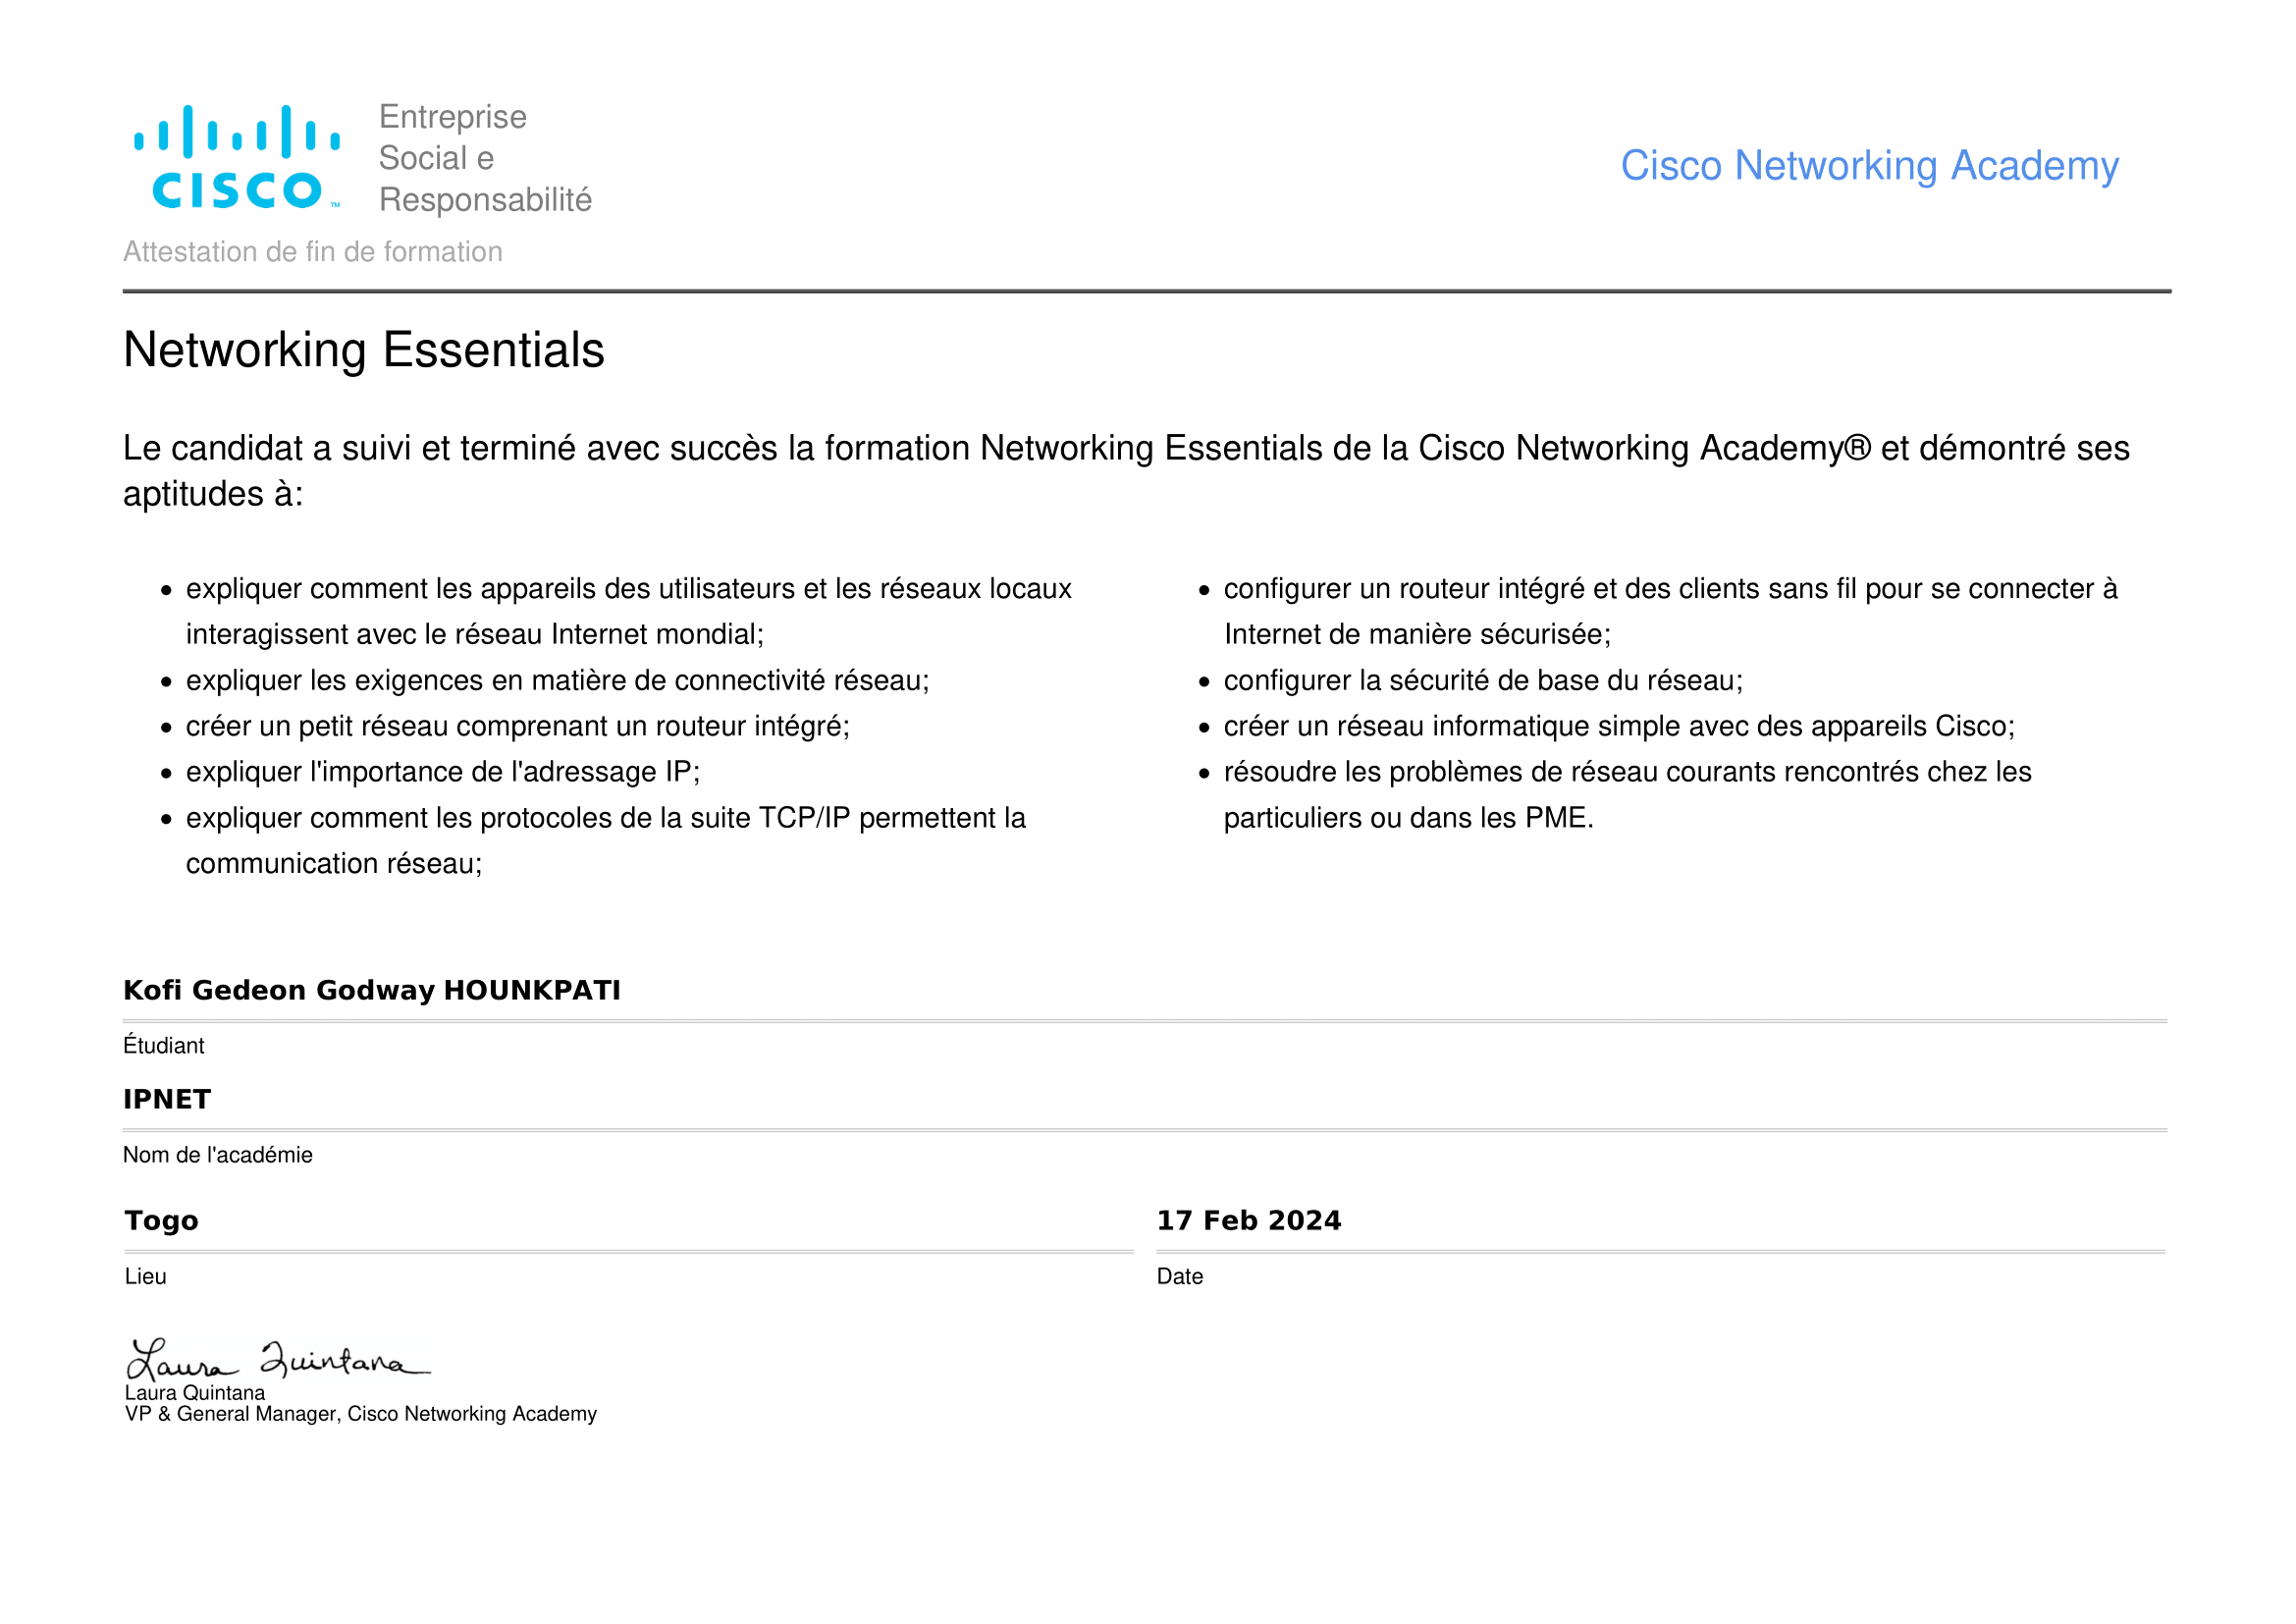 CISCO™
Entreprise
Social e
Responsabilité
Cisco Networking Academy
Attestation de fin de formation
Networking Essentials
Le candidat a suivi et terminé avec succès la formation Networking Essentials de la Cisco Networking Academy® et démontré ses
aptitudes à:
• expliquer comment les appareils des utilisateurs et les réseaux locaux
interagissent avec le réseau Internet mondial;
• expliquer les exigences en matière de connectivité réseau;
• créer un petit réseau comprenant un routeur intégré;
• expliquer l'importance de l'adressage IP;
• expliquer comment les protocoles de la suite TCP/IP permettent la
communication réseau;
• configurer un routeur intégré et des clients sans fil pour se connecter à
Internet de manière sécurisée;
• configurer la sécurité de base du réseau;
• créer un réseau informatique simple avec des appareils Cisco;
• résoudre les problèmes de réseau courants rencontrés chez les
particuliers ou dans les PME.
Kofi Gedeon Godway HOUNKPATI
Étudiant
IPNET
Nom de l'académie
Togo
Lieu
17 Feb 2024
Date
Laura Quintana
Laura Quintana
VP & General Manager, Cisco Networking Academy